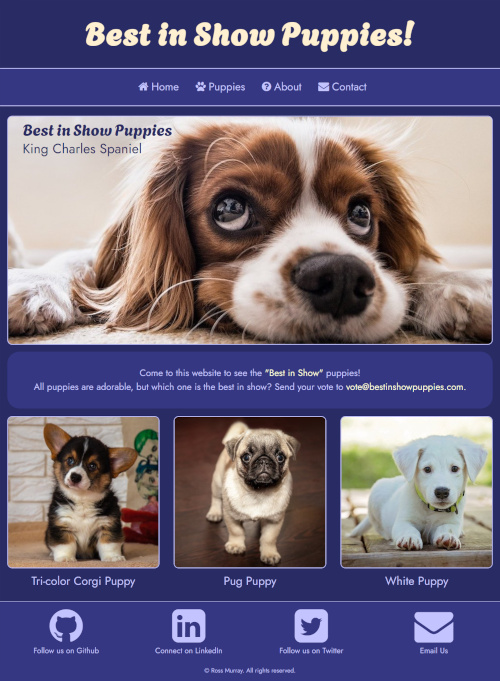 Best in Show Puppies!
Home Puppies About Contact
Best in Show Puppies
King Charles Spaniel
Come to this website to see the "Best in Show" puppies!
All puppies are adorable, but which one is the best in show? Send your vote to vote@bestinshowpuppies.com.
Tri-color Corgi Puppy Pug Puppy White Puppy
Follow us on Github Connect on LinkedIn Follow us on Twitter Email Us
© Ross Murray. All rights reserved.